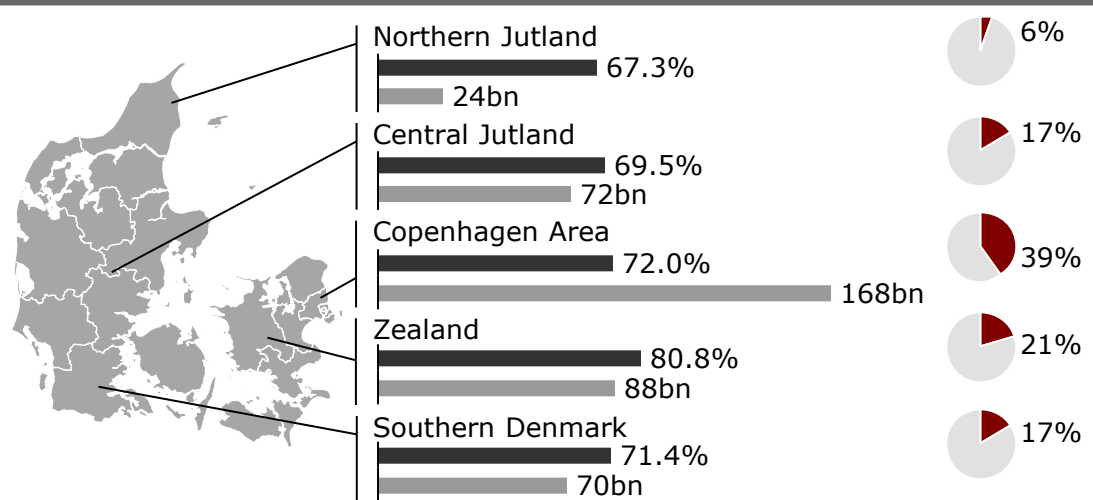 Northern Jutland
67.3%
24bn
6%
Central Jutland
69.5%
72bn
17%
Copenhagen Area
72.0%
168bn
39%
Zealand
80.8%
88bn
21%
Southern Denmark
71.4%
70bn
17%